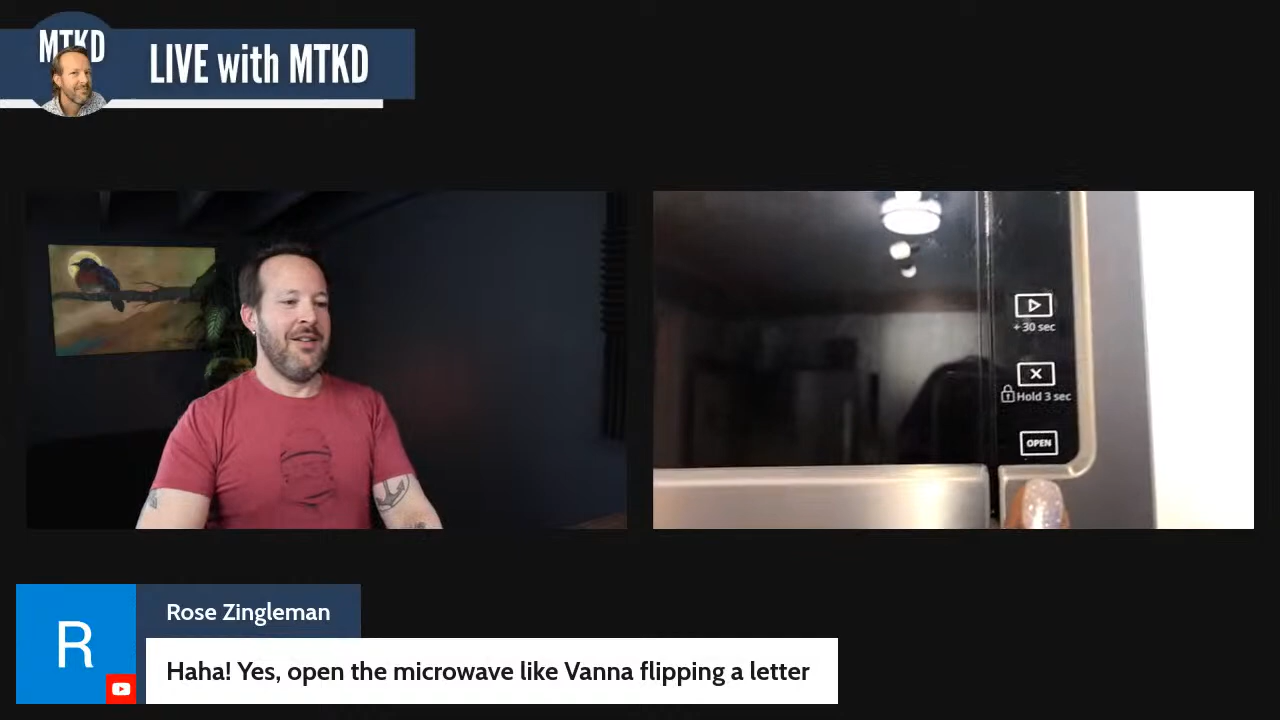 MTKD
LIVE with MTKD
+ 30 sec
Hold 3 sec
OPEN
R
Rose Zingleman
Haha! Yes, open the microwave like Vanna flipping a letter